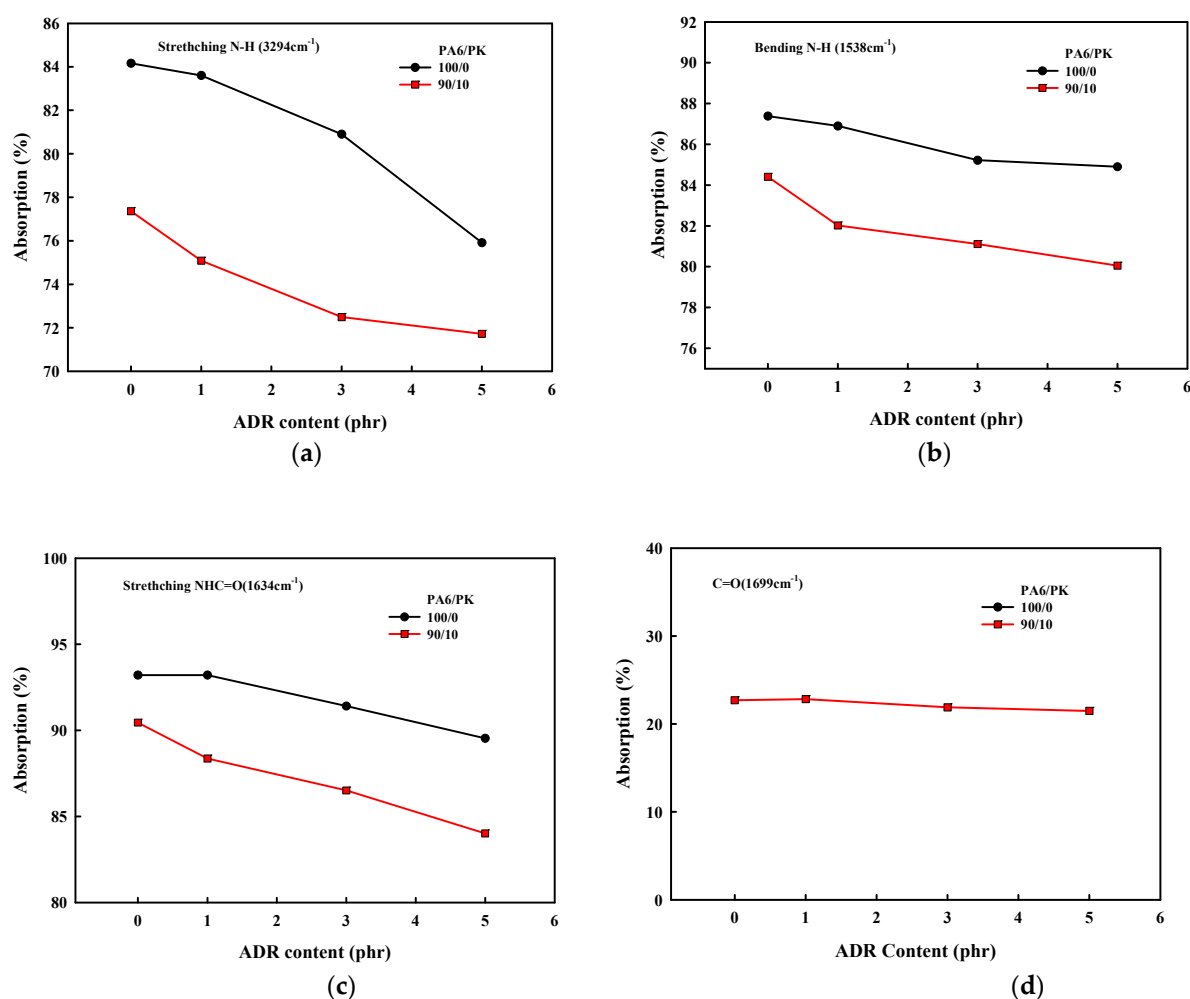 86
84
82
80
78
76
74
72
70
Absorption (%)
Strethching N-H (3294cm⁻¹)
PA6/PK
100/0
90/10
0 1 2 3 4 5 6
ADR content (phr)
(a)
92
90
88
86
84
82
80
78
76
Absorption (%)
Bending N-H (1538cm⁻¹)
PA6/PK
100/0
90/10
0 1 2 3 4 5 6
ADR content (phr)
(b)
100
95
90
85
80
Absorption (%)
Strethching NHC=O(1634cm⁻¹)
PA6/PK
100/0
90/10
0 1 2 3 4 5 6
ADR content (phr)
(c)
40
30
20
10
0
Absorption (%)
C=O(1699cm⁻¹)
PA6/PK
100/0
90/10
0 1 2 3 4 5 6
ADR Content (phr)
(d)